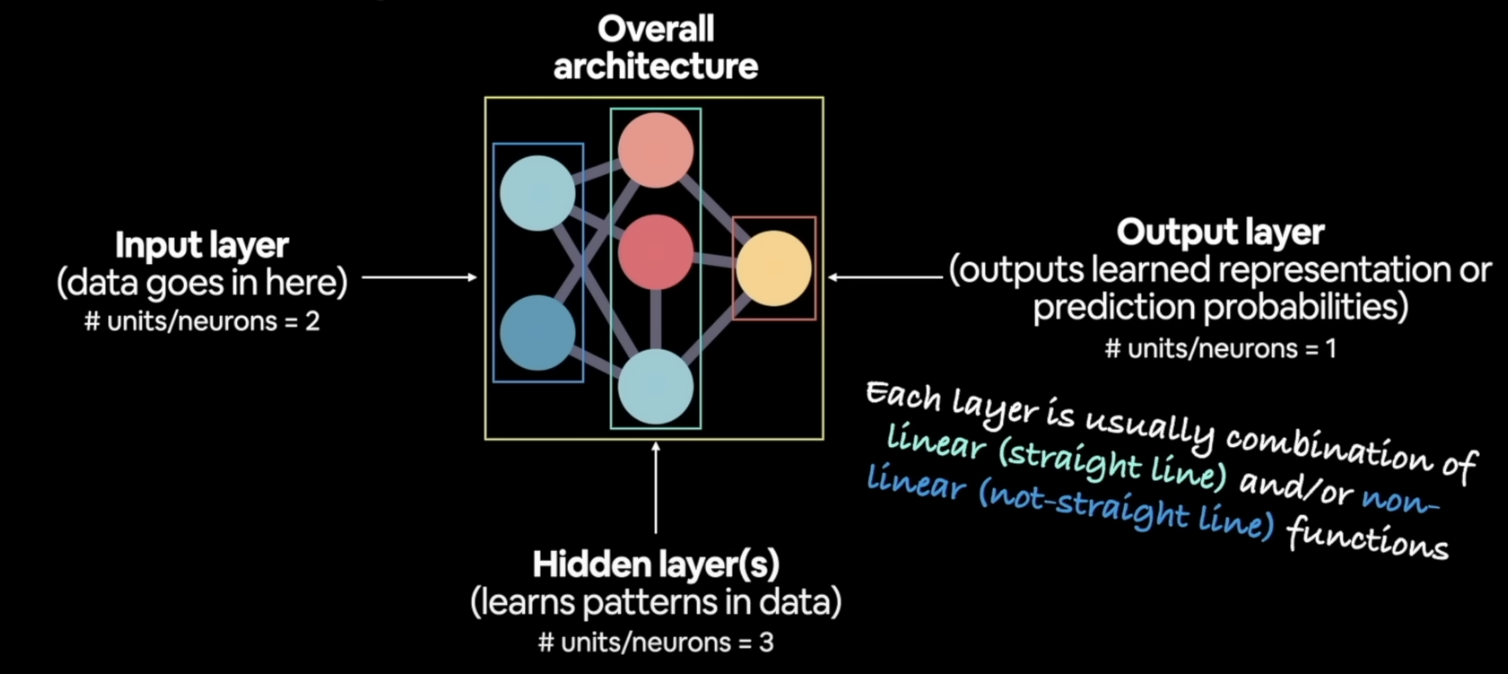 Overall
architecture
Input layer
(data goes in here)
# units/neurons = 2
Output layer
(outputs learned representation or
prediction probabilities)
# units/neurons = 1
Each layer is usually combination of
linear (straight line) and/or non-
linear (not-straight line) functions
Hidden layer(s)
(learns patterns in data)
# units/neurons = 3